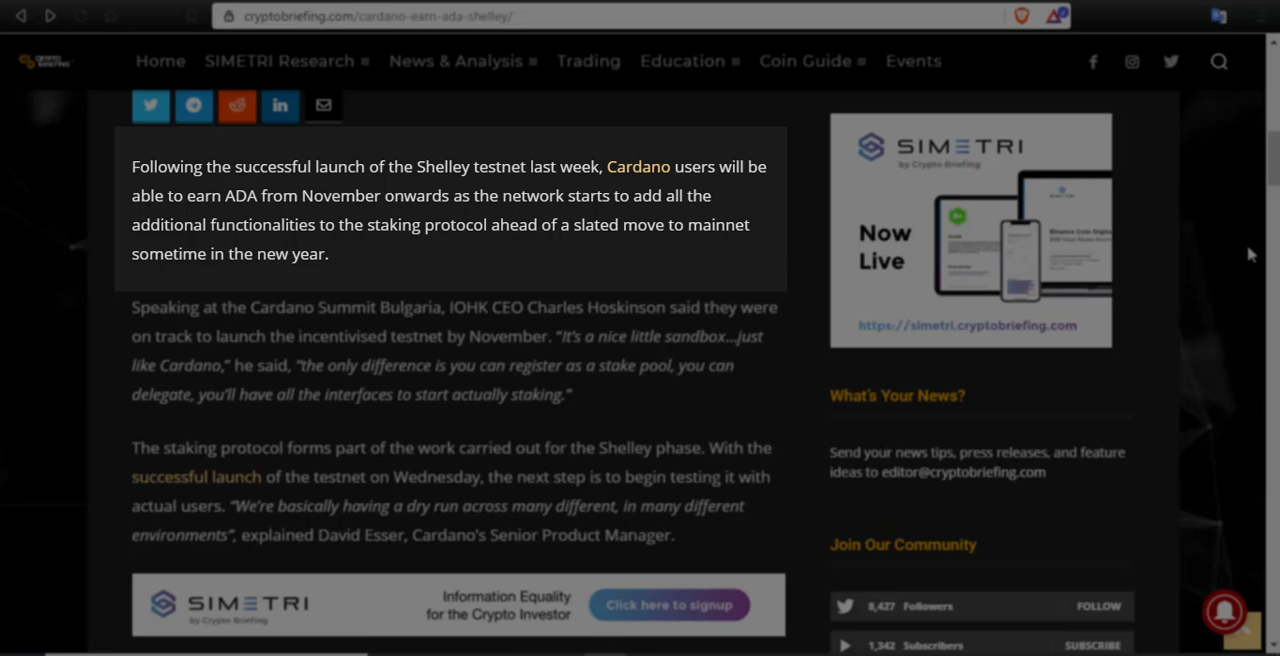 cryptobriefing.com/cardano-earn-ada-shelley/
CRYPTO
BRIEFING
Home SIMETRI Research News & Analysis Trading Education Coin Guide Events
Following the successful launch of the Shelley testnet last week, Cardano users will be
able to earn ADA from November onwards as the network starts to add all the
additional functionalities to the staking protocol ahead of a slated move to mainnet
sometime in the new year.
Speaking at the Cardano Summit Bulgaria, IOHK CEO Charles Hoskinson said they were
on track to launch the incentivised testnet by November. “It’s a nice little sandbox…just
like Cardano,” he said, “the only difference is you can register as a stake pool, you can
delegate, you’ll have all the interfaces to start actually staking.”
The staking protocol forms part of the work carried out for the Shelley phase. With the
successful launch of the testnet on Wednesday, the next step is to begin testing it with
actual users. “We’re basically having a dry run across many different, in many different
environments”, explained David Esser, Cardano’s Senior Product Manager.
SIMETRI
by Crypto Briefing
Information Equality
for the Crypto Investor
Click here to signup
SIMETRI
by Crypto Briefing
Now
Live
https://simetri.cryptobriefing.com
What’s Your News?
Send your news tips, press releases, and feature
ideas to editor@cryptobriefing.com
Join Our Community
8,427 Followers FOLLOW
1,342 Subscribers SUBSCRIBE